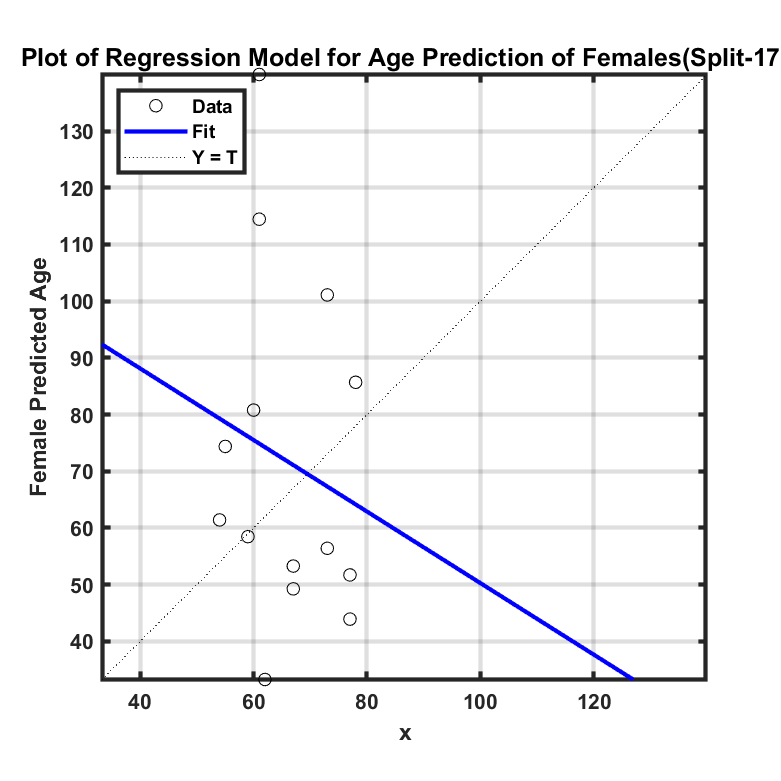 Plot of Regression Model for Age Prediction of Females(Split-17
Data
Fit
Y = T
130
120
110
100
90
80
70
60
50
40
Female Predicted Age
40 60 80 100 120
x